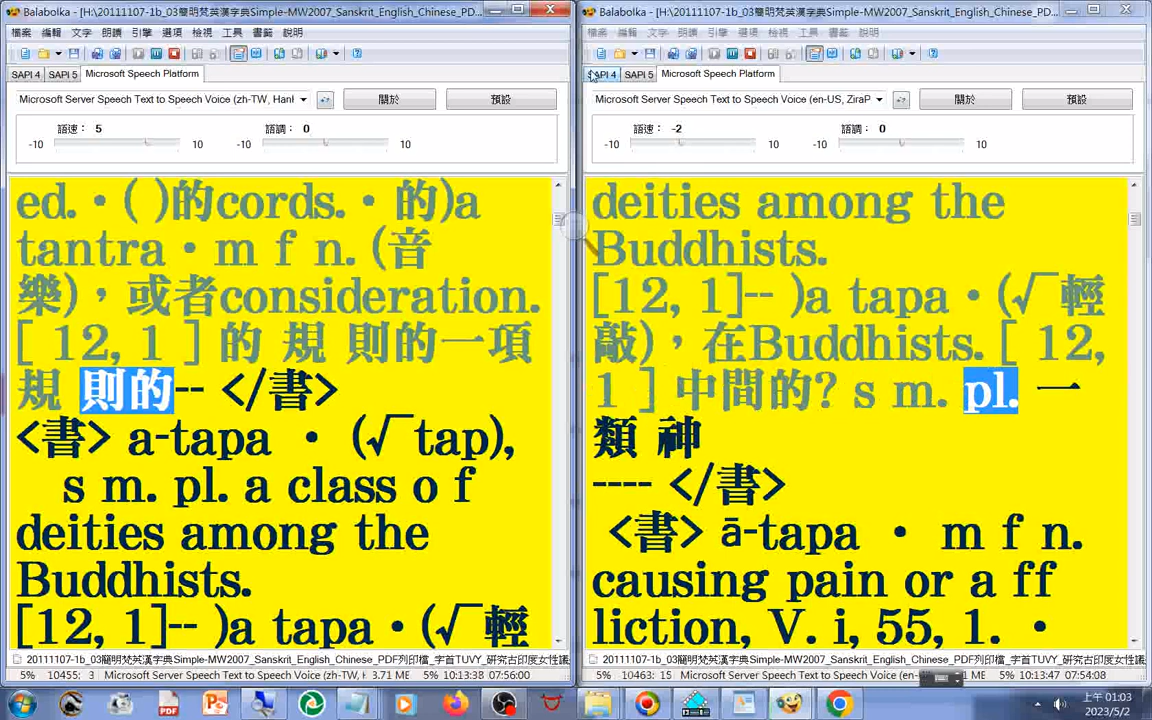 Balabolka - [H:\20111107-1b_03簡明梵英漢字典Simple-MW2007_Sanskrit_English_Chinese_PD...
檔案 編輯 文字 朗讀 引擎 選項 檢視 工具 書籤 說明
SAPI 4 SAPI 5 Microsoft Speech Platform
Microsoft Server Speech Text to Speech Voice (zh-TW, Hanl 關於 預設
語速： 5 語調： 0
-10 10 -10 10
ed.·( )的cords.· 的)a
tantra·m f n. (音
樂)，或者consideration.
[ 12, 1 ] 的 規 則的一項
規 則的-- </書>
<書> a-tapa · (√tap),
s m. pl. a class o f
deities among the
Buddhists.
[12, 1]-- )a tapa·(√輕
20111107-1b_03簡明梵英漢字典Simple-MW2007_Sanskrit_English_Chinese_PDF列印檔_字首TUVY_研究古印度女性議
5% 10455: 3 Microsoft Server Speech Text to Speech Voice (zh-TW, H 3.71 ME 5% 10:13:38 07:56:00
Balabolka - [H:\20111107-1b_03簡明梵英漢字典Simple-MW2007_Sanskrit_English_Chinese_PD...
檔案 編輯 文字 朗讀 引擎 選項 檢視 工具 書籤 說明
SAPI 4 SAPI 5 Microsoft Speech Platform
Microsoft Server Speech Text to Speech Voice (en-US, ZiraP 關於 預設
語速： -2 語調： 0
-10 10 -10 10
deities among the
Buddhists.
[12, 1]-- )a tapa·(√輕
敲)，在Buddhists. [ 12,
1 ] 中間的? s m. pl. 一
類 神
---- </書>
<書> ā-tapa · m f n.
causing pain or a ff
liction, V. i, 55, 1. ·
20111107-1b_03簡明梵英漢字典Simple-MW2007_Sanskrit_English_Chinese_PDF列印檔_字首TUVY_研究古印度女性議
5% 10463: 15 Microsoft Server Speech Text to Speech Voice 5% 10:13:47 07:54:08
上午 01:03
2023/5/2